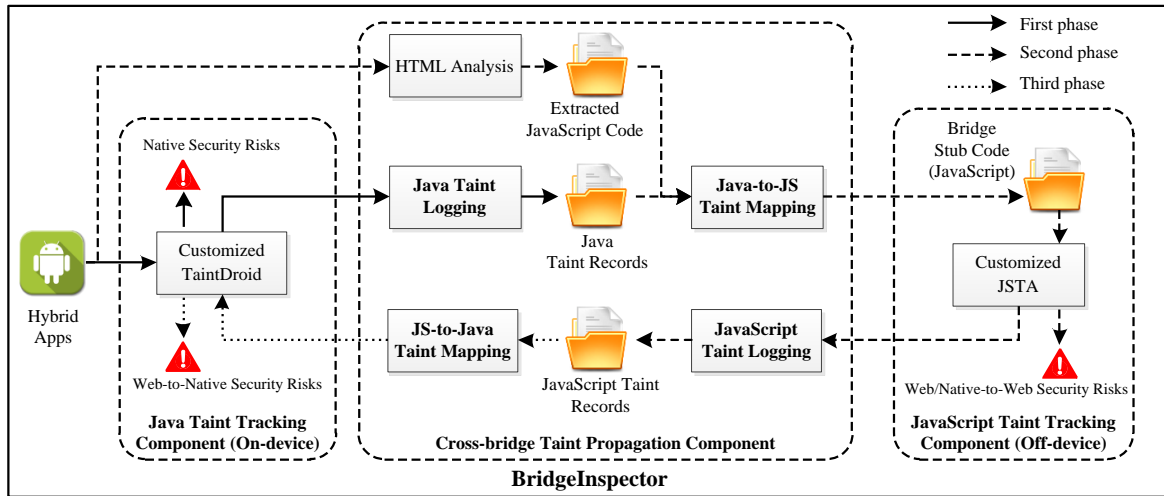 First phase
Second phase
Third phase
HTML Analysis
Extracted
JavaScript Code
Native Security Risks
Bridge
Stub Code
(JavaScript)
Java Taint
Logging
Java-to-JS
Taint Mapping
Customized
TaintDroid
Java
Taint Records
Customized
JSTA
Hybrid
Apps
JS-to-Java
Taint Mapping
JavaScript
Taint Logging
JavaScript Taint
Records
Web-to-Native Security Risks
Web/Native-to-Web Security Risks
Java Taint Tracking
Component (On-device)
Cross-bridge Taint Propagation Component
JavaScript Taint Tracking
Component (Off-device)
BridgeInspector